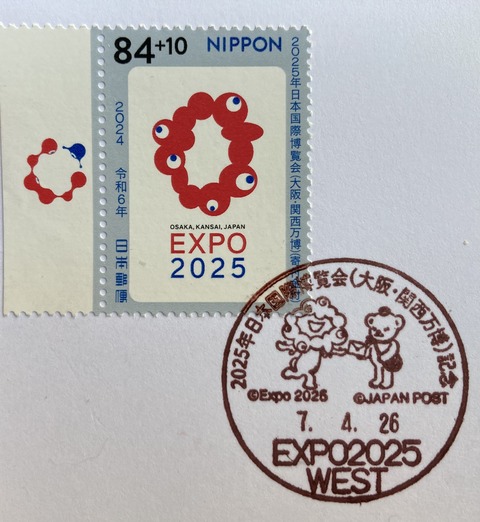 84+10 NIPPON
2025年日本国際博覧会(大阪・関西万博)寄附金付
2024 令和6年 日本郵便
OSAKA, KANSAI, JAPAN
EXPO
2025
2025年日本国際博覧会(大阪・関西万博)記念
©Expo 2025 ©JAPAN POST
7. 4. 26
EXPO2025
WEST